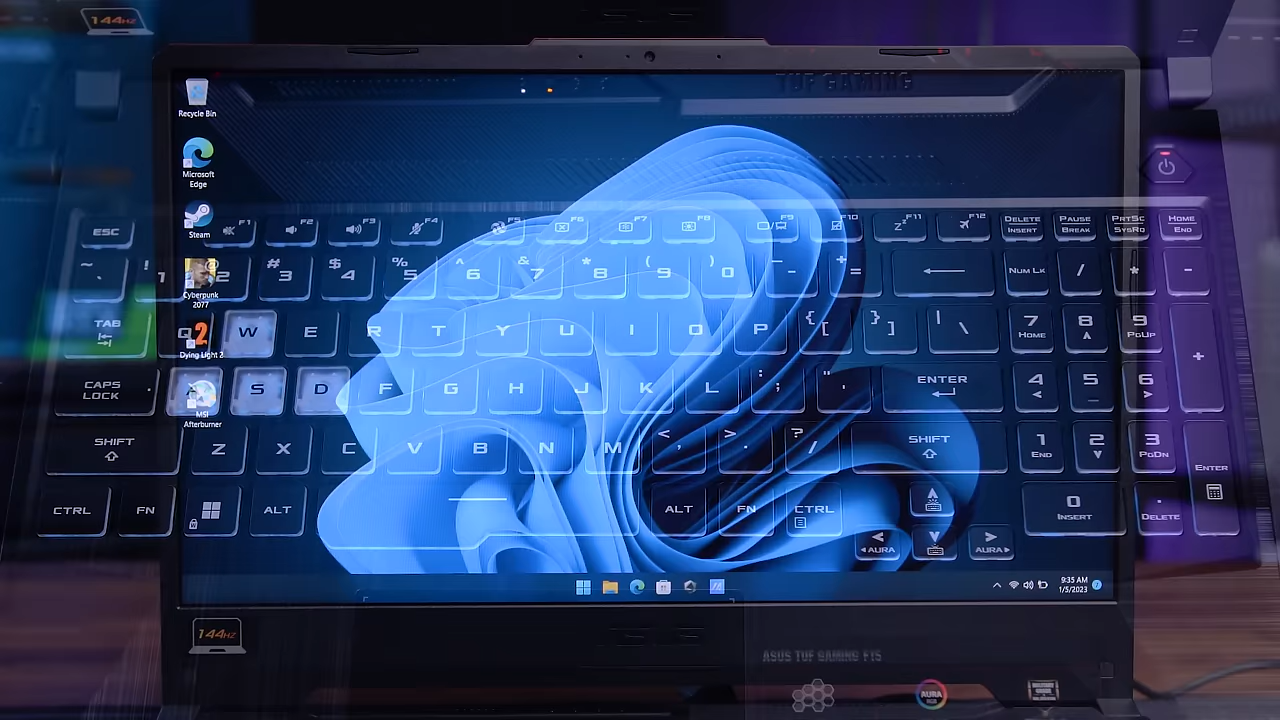 144Hz
TUF GAMING
Recycle Bin
Microsoft
Edge
Steam
Cyberpunk
2077
Dying Light 2
MSI
Afterburner
ESC F1 F2 F3 F4 F5 F6 F7 F8 F9 F10 F11 F12 DELETE INSERT PAUSE BREAK PRTSC SYSRQ HOME END
~ ` ! 1 @ 2 # 3 $ 4 % 5 ^ 6 & 7 * 8 ( 9 ) 0 _ - + = NUM LK / * -
TAB Q W E R T Y U I O P { [ } ] | \ 7 HOME 8 9 PGUP +
CAPS LOCK A S D F G H J K L : ; " ' ENTER 4 5 6
SHIFT Z X C V B N M < , > . ? / SHIFT 1 END 2 3 PGDN ENTER
CTRL FN ALT ALT FN CTRL 0 INSERT . DELETE
AURA AURA
9:35 AM
1/5/2023
144Hz
ASUS TUF GAMING F15
AURA
RGB